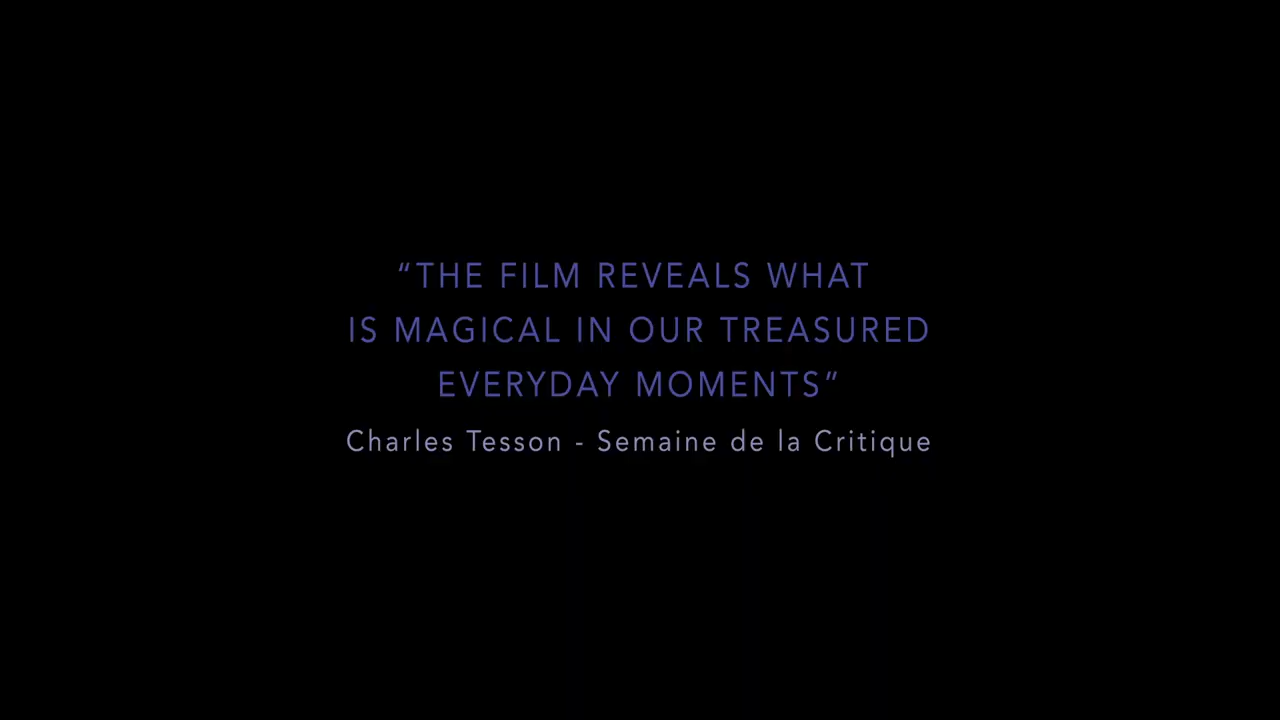 “THE FILM REVEALS WHAT
IS MAGICAL IN OUR TREASURED
EVERYDAY MOMENTS”
Charles Tesson - Semaine de la Critique